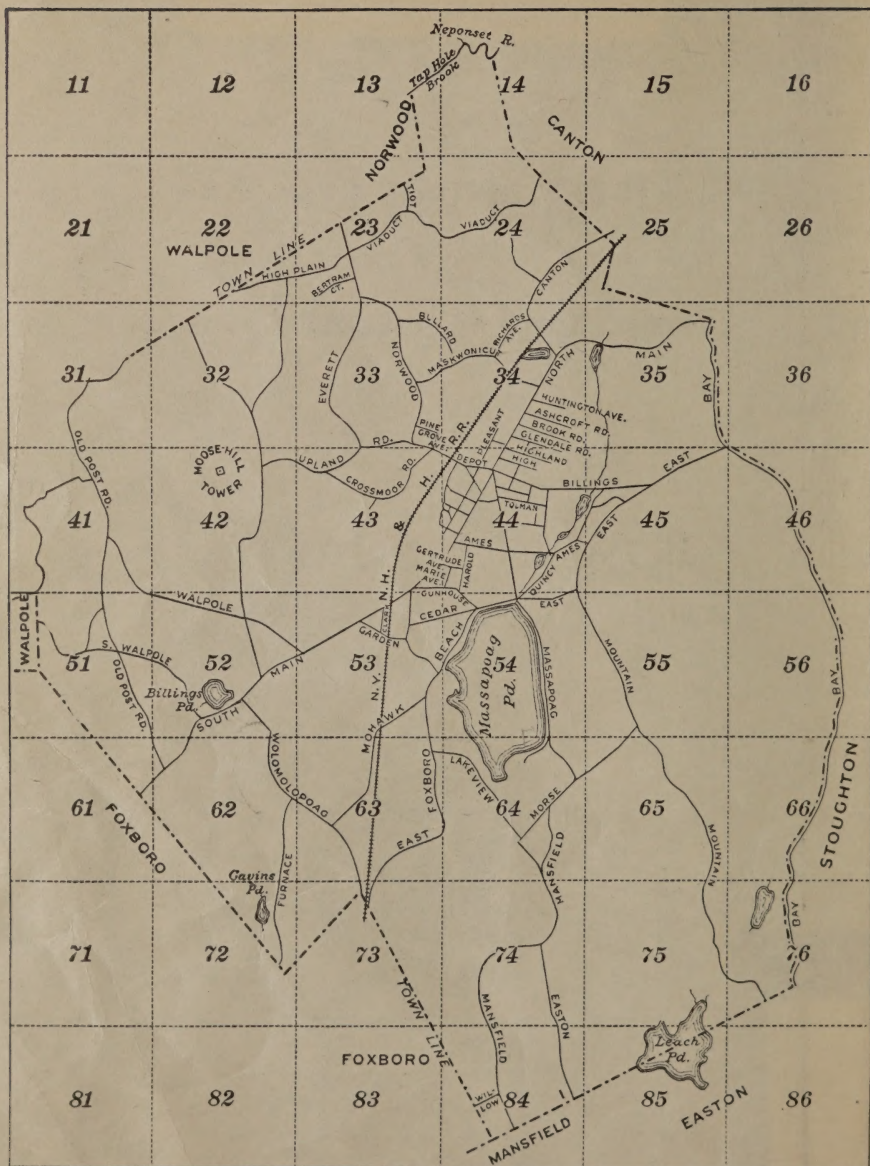 Neponset R.
Tap Hole
Brook
11
12
13
14
15
16
NORWOOD
CANTON
TIOT
21
22
23
24
25
26
WALPOLE
TOWN LINE
VIADUCT
VIADUCT
HIGH PLAIN
BERTRAM
CT.
CANTON
BULLARD
RICHARDS
AVE.
MASKWONICUT
NORTH
MAIN
31
32
33
34
35
36
EVERETT
NORWOOD
BAY
HUNTINGTON AVE.
ASHCROFT RD.
BROOK RD.
GLENDALE RD.
HIGHLAND
HIGH
PINE
GROVE
AVE.
R.R.
PLEASANT
DEPOT
OLD POST RD.
MOOSE-HILL
TOWER
UPLAND
RD.
CROSSMOOR RD.
BILLINGS
EAST
TOLMAN
41
42
43
44
45
46
H.
&
EAST
AMES
AMES
QUINCY
GERTRUDE
AVE.
MARIE
AVE.
HAROLD
GUNHOUSE
N.H.
CLARK
CEDAR
EAST
WALPOLE
WALPOLE
GARDEN
BEACH
MAIN
S. WALPOLE
51
52
53
54
55
56
MASSAPOAG
MOUNTAIN
Massapoag
Pd.
OLD POST RD.
Billings
Pd.
SOUTH
N.Y.
MOHAWK
BAY
WOLOMOLOPOAG
FOXBORO
LAKEVIEW
61
62
63
64
65
66
FOXBORO
MORSE
EAST
MANSFIELD
MOUNTAIN
STOUGHTON
Gavins
Pd.
FURNACE
BAY
71
72
73
74
75
76
TOWN LINE
MANSFIELD
EASTON
Leach
Pd.
FOXBORO
WIL-
LOW
81
82
83
84
85
86
MANSFIELD
EASTON